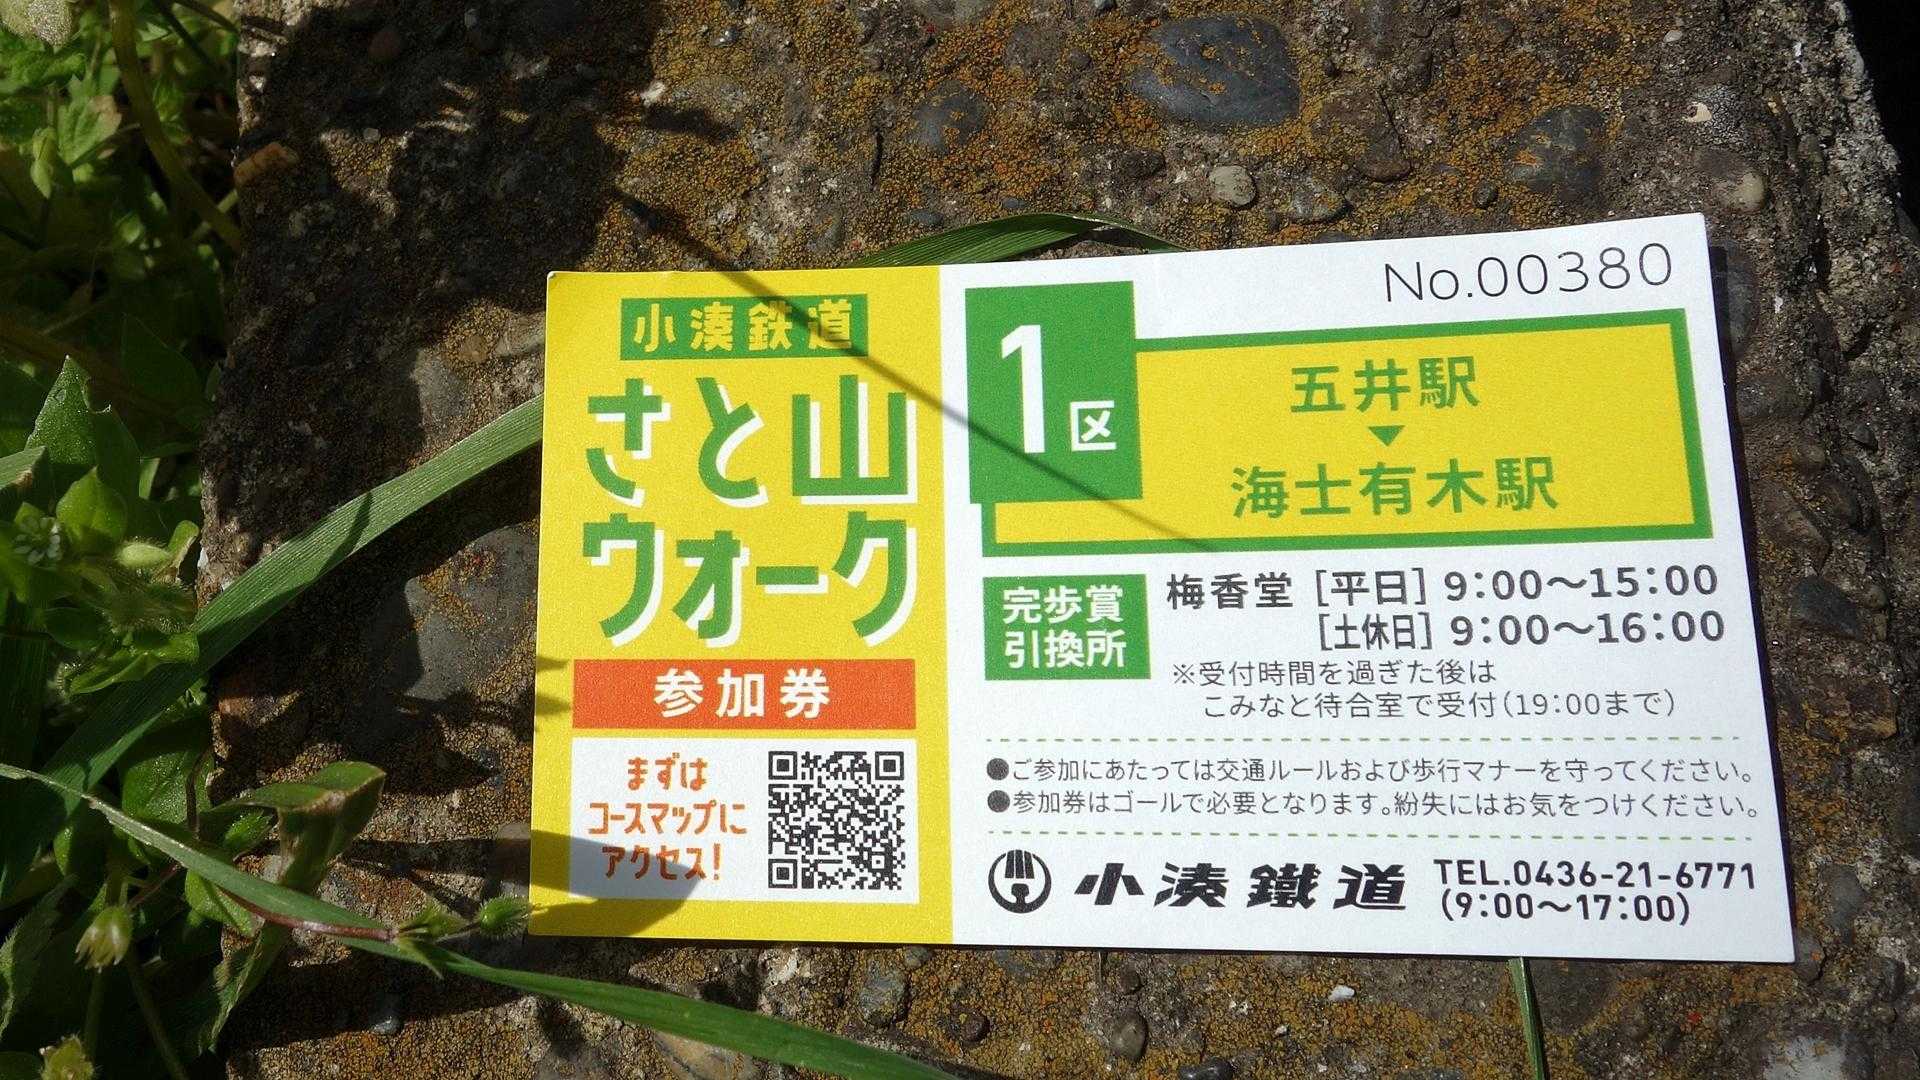 小湊鉄道
さと山
ウォーク
参加券
まずは
コースマップに
アクセス!
No.00380
1区
五井駅
▼
海士有木駅
完歩賞
引換所
梅香堂 [平日] 9:00〜15:00
[土休日] 9:00〜16:00
※受付時間を過ぎた後は
こみなと待合室で受付(19:00まで)
●ご参加にあたっては交通ルールおよび歩行マナーを守ってください。
●参加券はゴールで必要となります。紛失にはお気をつけください。
小湊鐵道 TEL.0436-21-6771
(9:00〜17:00)